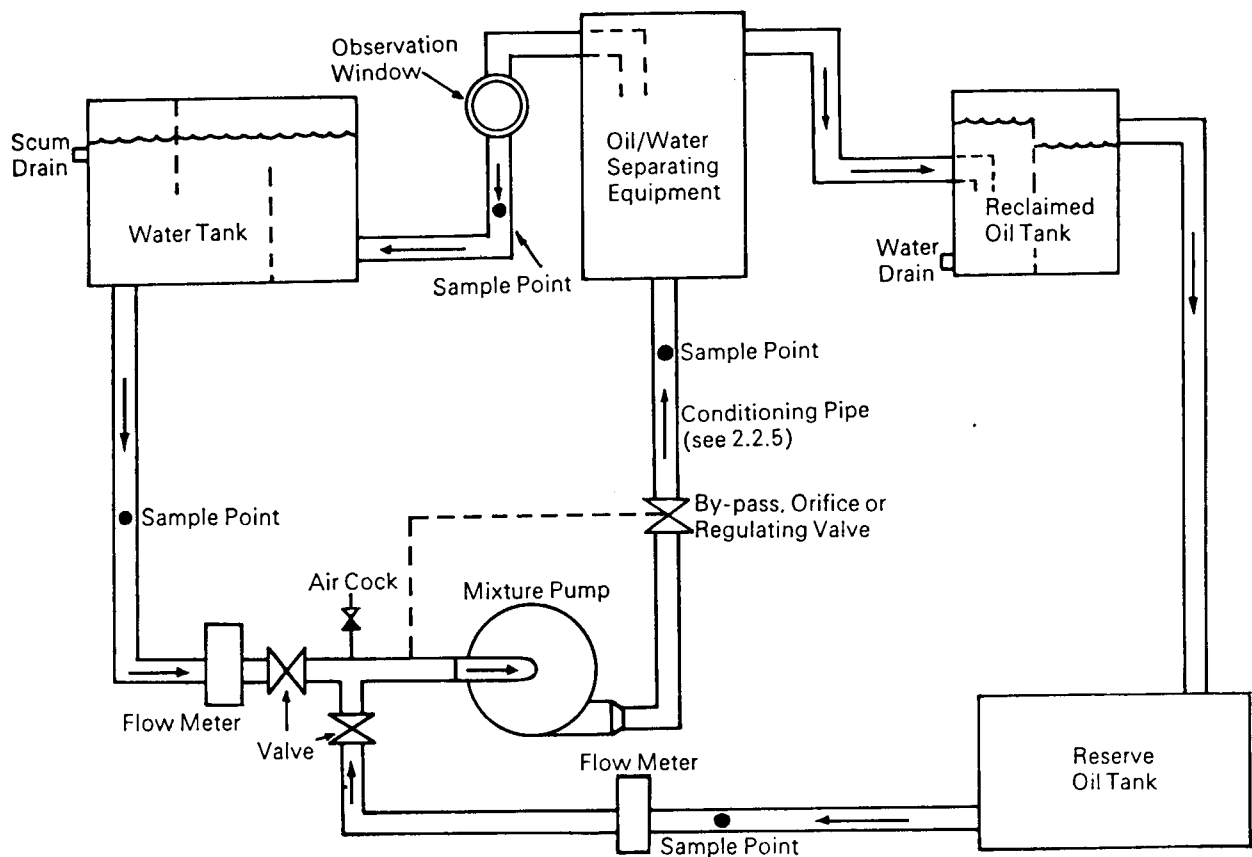 Observation
Window
Scum
Drain
Water Tank
Sample Point
Oil/Water
Separating
Equipment
Reclaimed
Oil Tank
Water
Drain
Sample Point
Conditioning Pipe
(see 2.2.5)
Sample Point
By-pass, Orifice or
Regulating Valve
Air Cock
Mixture Pump
Flow Meter
Valve
Flow Meter
Sample Point
Reserve
Oil Tank